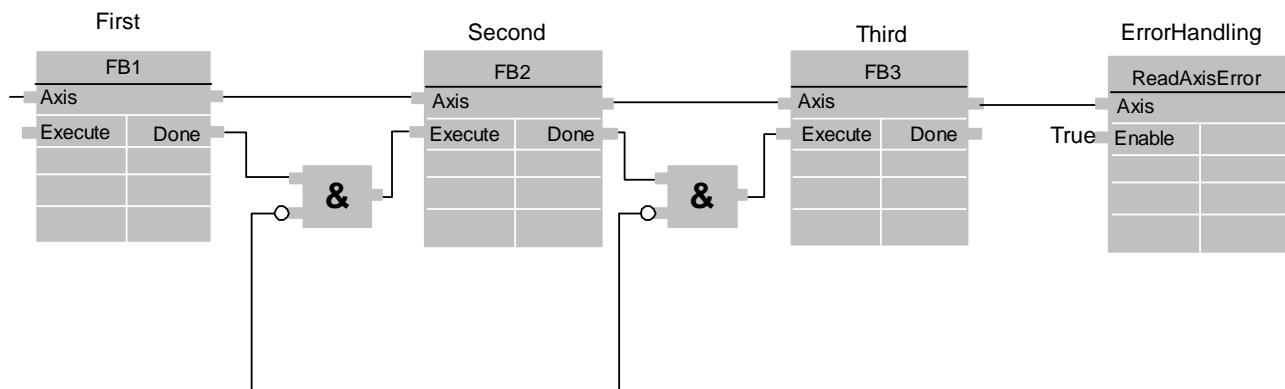 First
Second
Third
ErrorHandling
FB1
FB2
FB3
ReadAxisError
Axis
Axis
Axis
Axis
Execute Done
Execute Done
Execute Done
True Enable
&
&